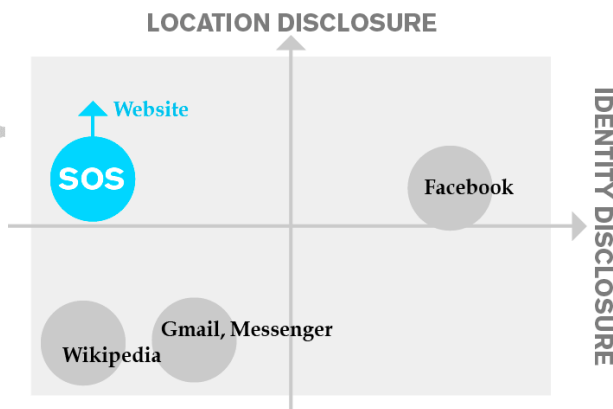 LOCATION DISCLOSURE
Website
SOS
Facebook
IDENTITY DISCLOSURE
Gmail, Messenger
Wikipedia